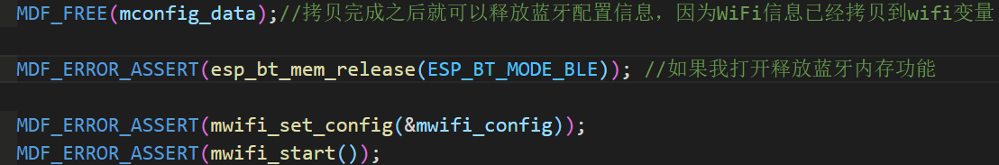 MDF_FREE(mconfig_data);//拷贝完成之后就可以释放蓝牙配置信息，因为WiFi信息已经拷贝到wifi变量
MDF_ERROR_ASSERT(esp_bt_mem_release(ESP_BT_MODE_BLE)); //如果我打开释放蓝牙内存功能
MDF_ERROR_ASSERT(mwifi_set_config(&mwifi_config));
MDF_ERROR_ASSERT(mwifi_start());